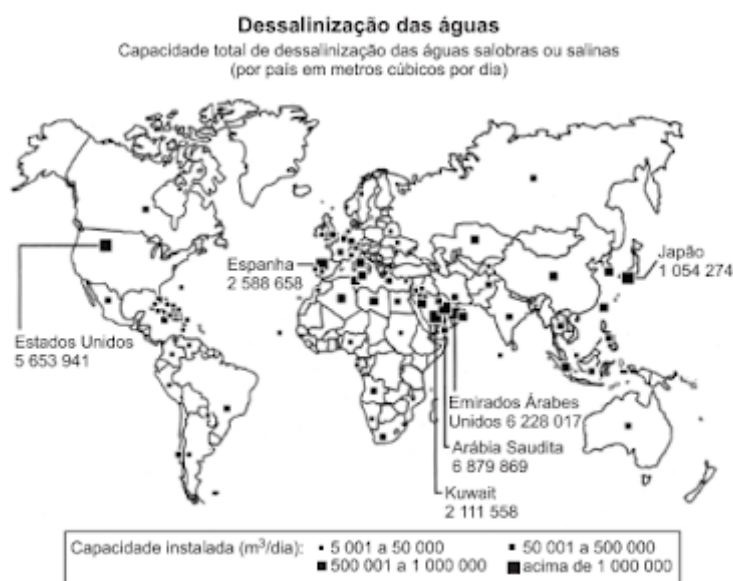 Dessalinização das águas
Capacidade total de dessalinização das águas salobras ou salinas
(por país em metros cúbicos por dia)
Japão
1 054 274
Espanha
2 588 658
Estados Unidos
5 653 941
Emirados Árabes
Unidos 6 228 017
Arábia Saudita
6 879 869
Kuwait
2 111 558
Capacidade instalada (m³/dia): 5 001 a 50 000 50 001 a 500 000
500 001 a 1 000 000 acima de 1 000 000